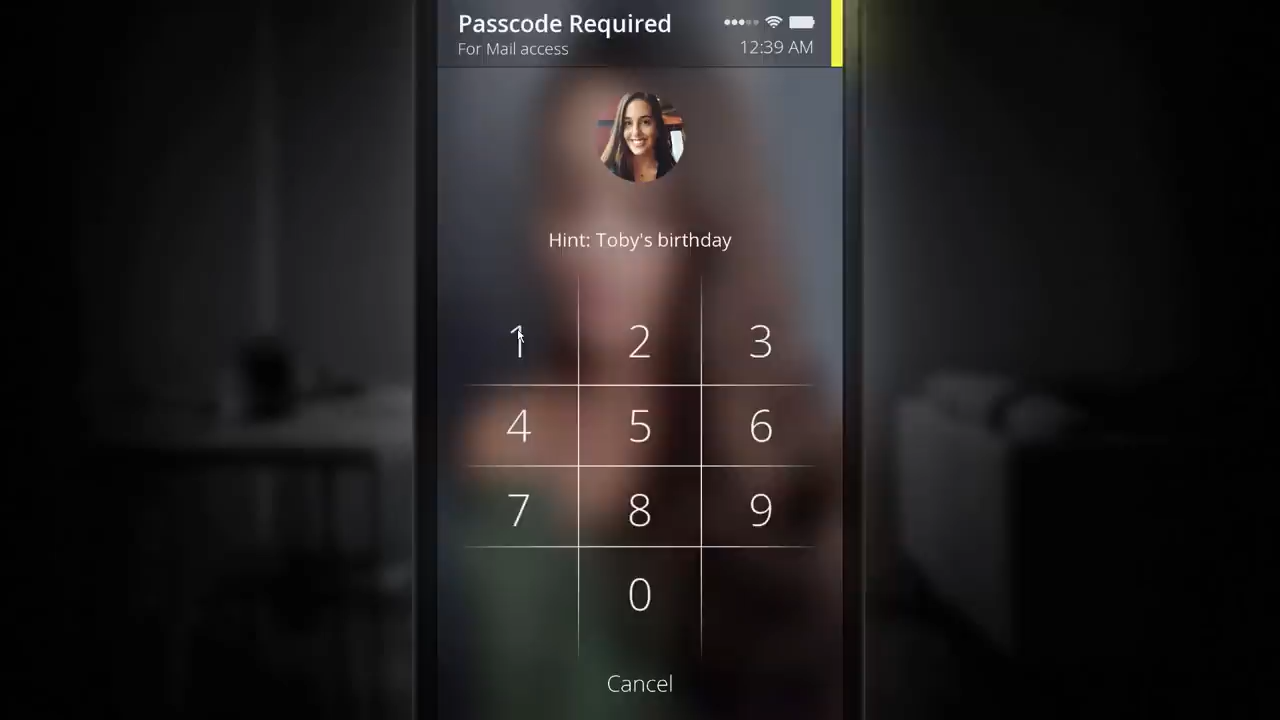 Passcode Required
For Mail access
12:39 AM
Hint: Toby's birthday
1 2 3
4 5 6
7 8 9
0
Cancel